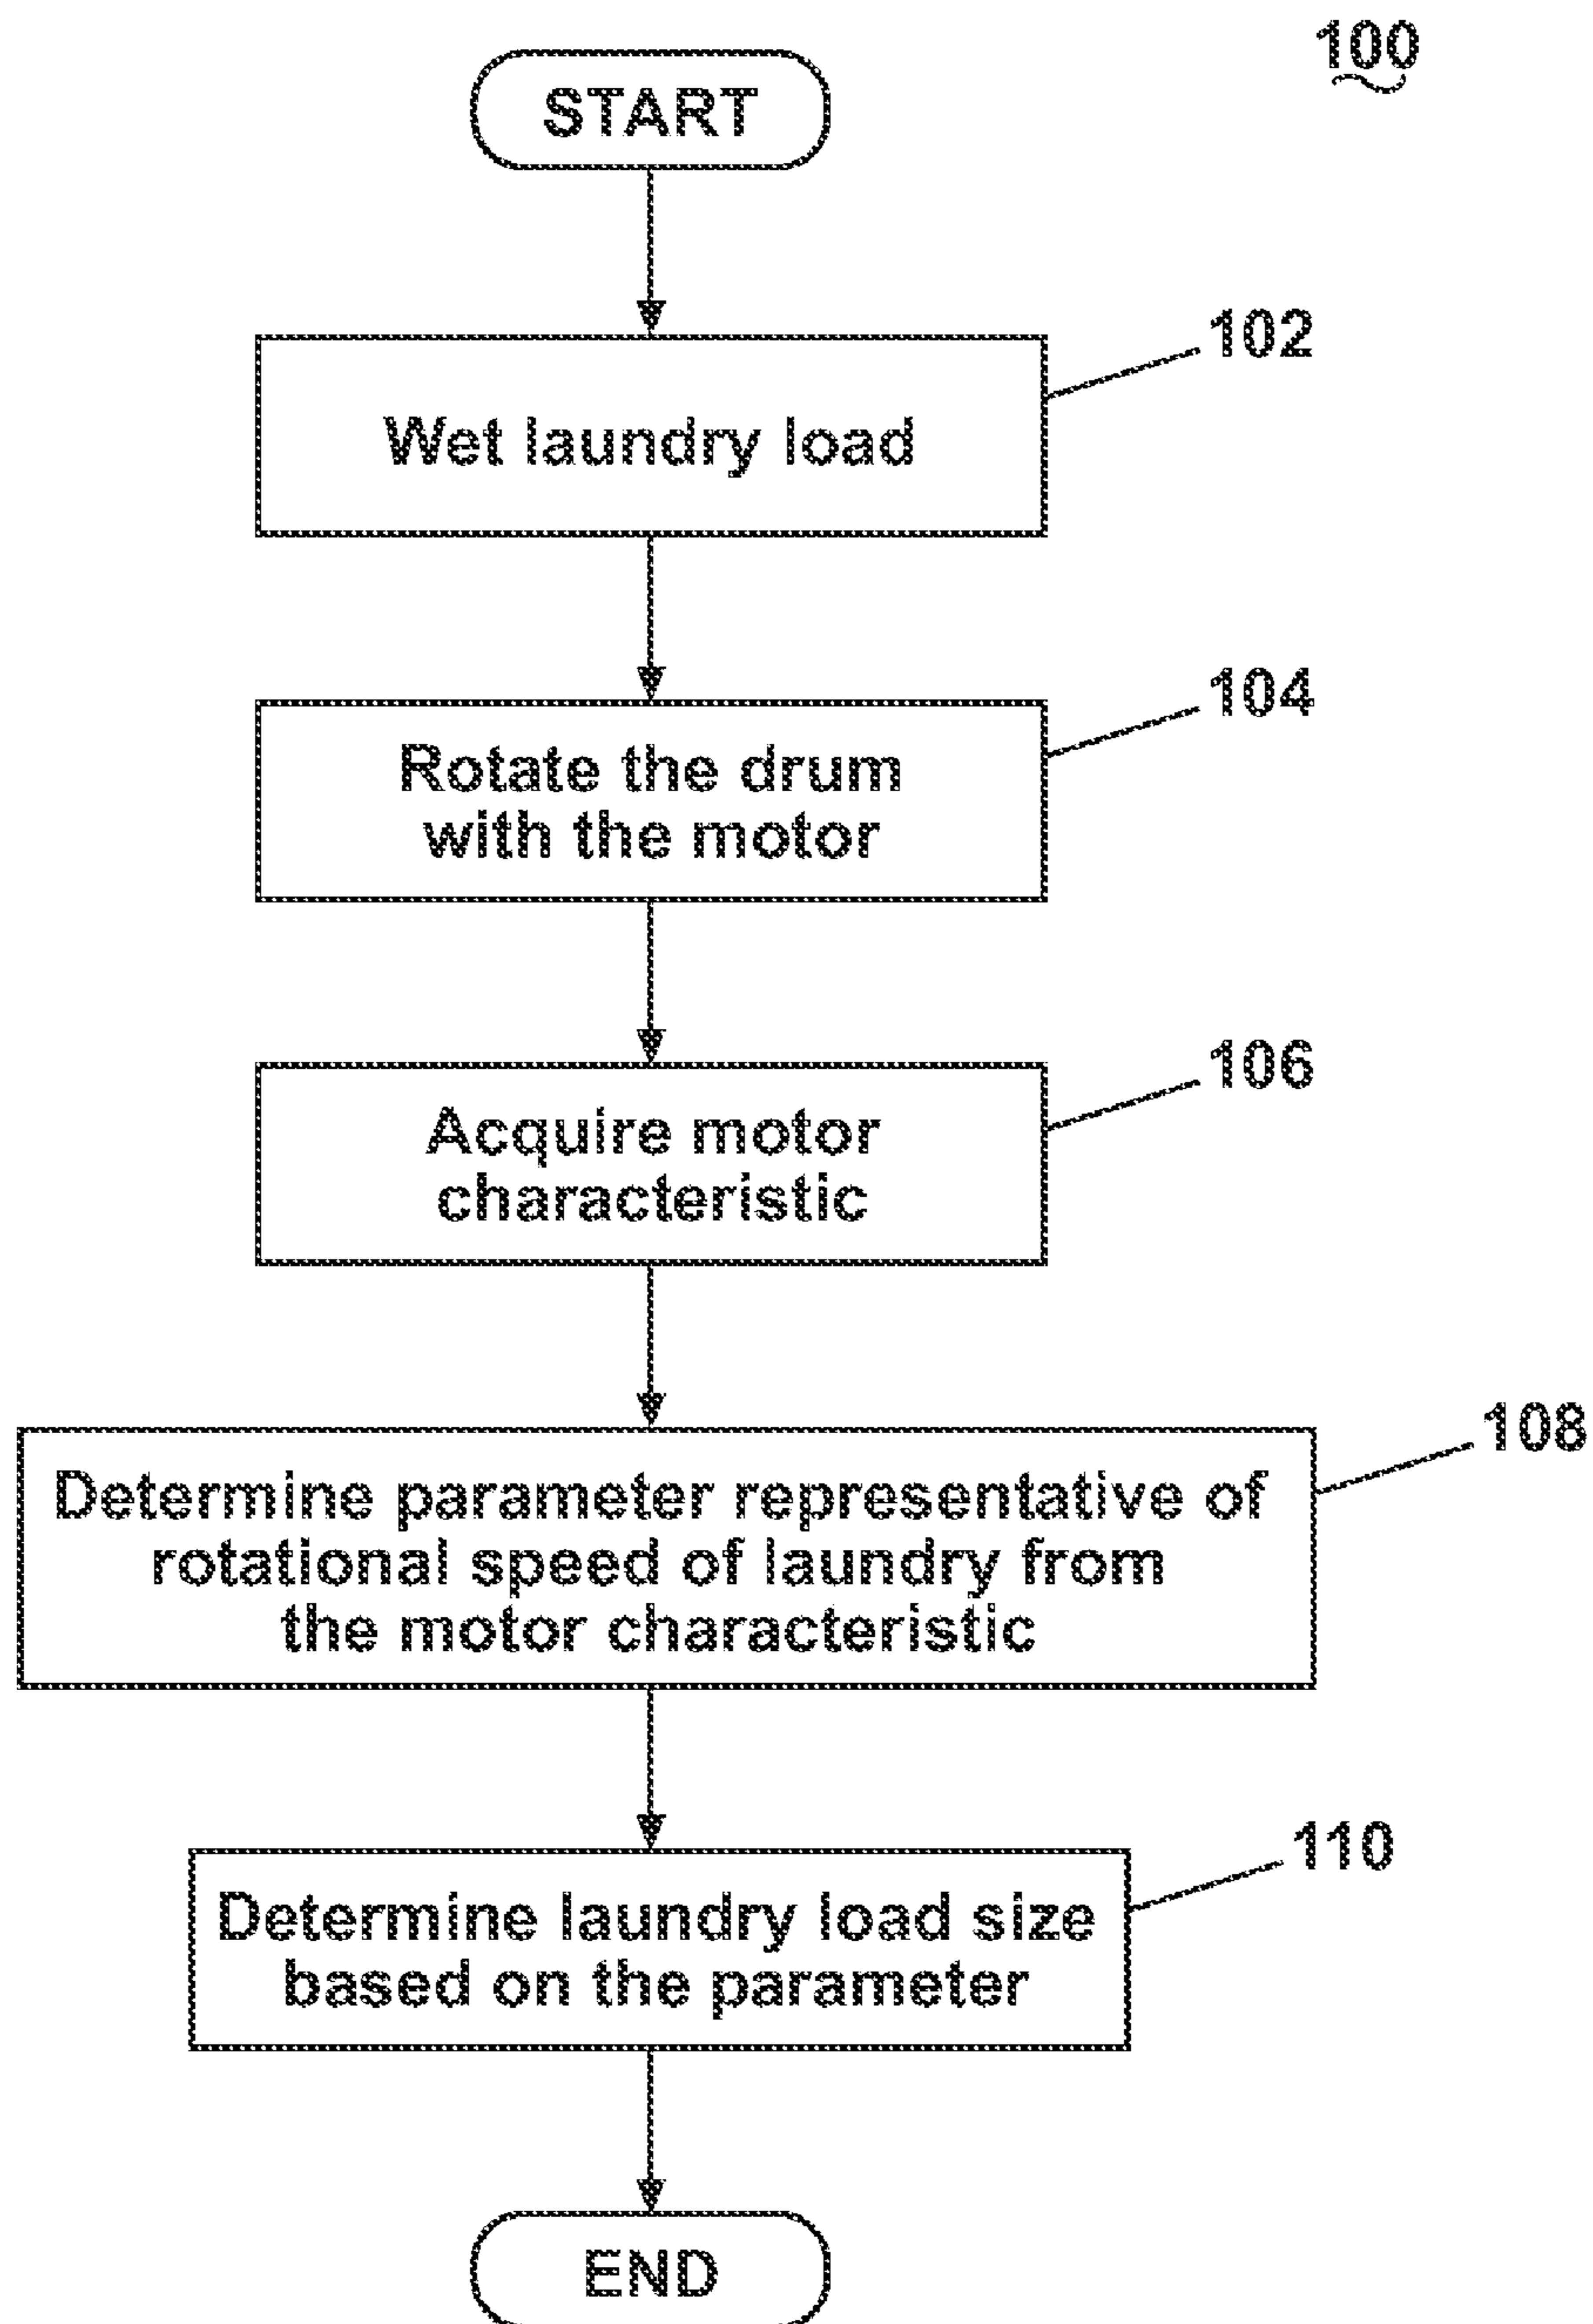 100
START
102
Wet laundry load
104
Rotate the drum
with the motor
106
Acquire motor
characteristic
108
Determine parameter representative of
rotational speed of laundry from
the motor characteristic
110
Determine laundry load size
based on the parameter
END